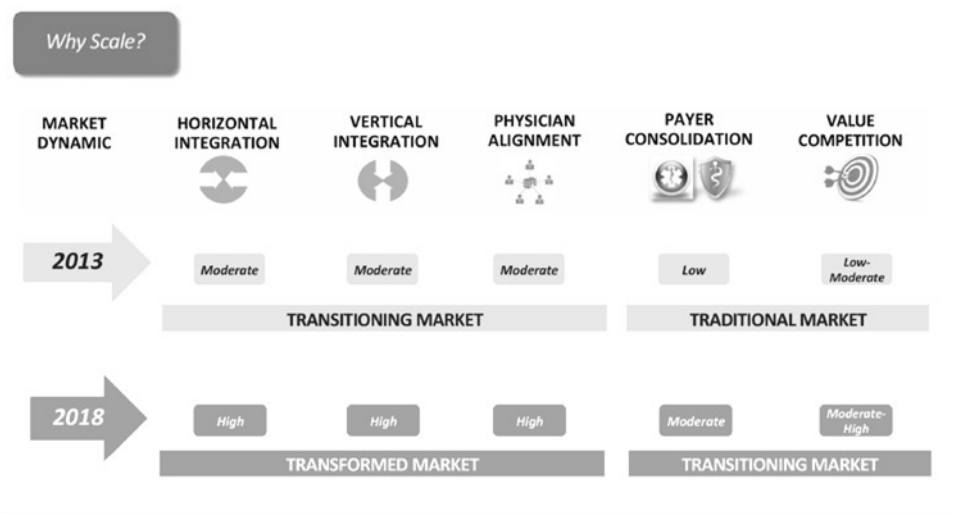 Why Scale?
MARKET DYNAMIC
HORIZONTAL INTEGRATION
VERTICAL INTEGRATION
PHYSICIAN ALIGNMENT
PAYER CONSOLIDATION
VALUE COMPETITION
2013
Moderate
Moderate
Moderate
Low
Low-
Moderate
TRANSITIONING MARKET
TRADITIONAL MARKET
2018
High
High
High
Moderate
Moderate-
High
TRANSFORMED MARKET
TRANSITIONING MARKET